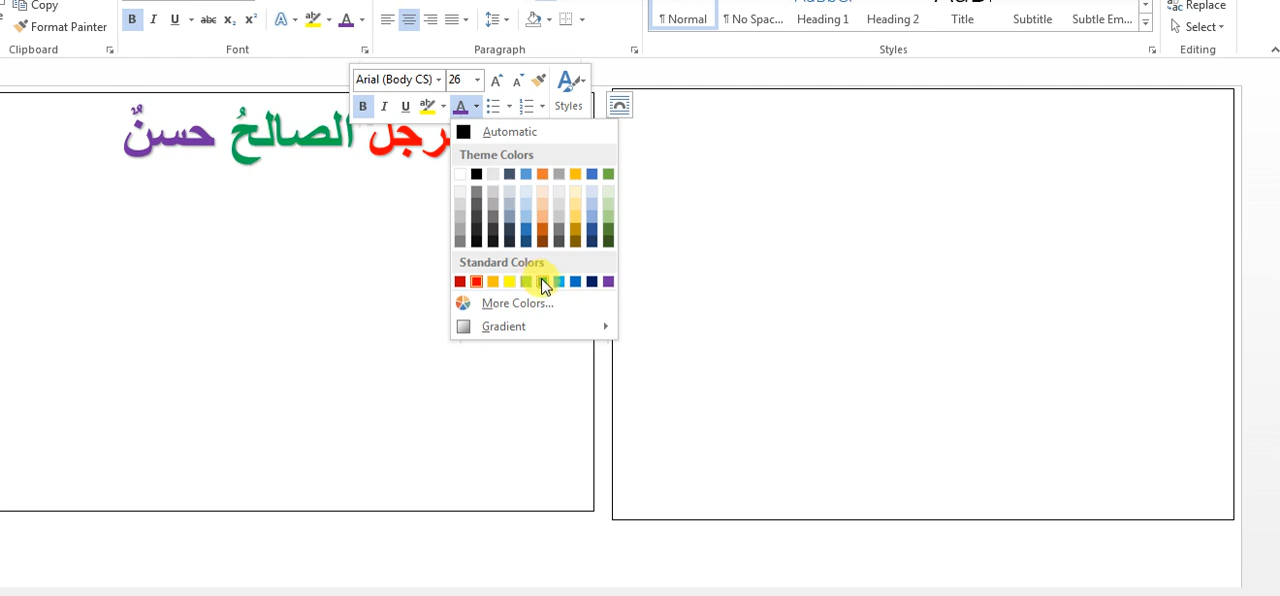 Copy
Replace
Format Painter
¶ Normal ¶ No Spac... Heading 1 Heading 2 Title Subtitle Subtle Em...
Select
Clipboard Font Paragraph Styles Editing
Arial (Body CS) 26
Styles
Automatic
الصالحُ حسنٌ
Theme Colors
Standard Colors
More Colors...
Gradient